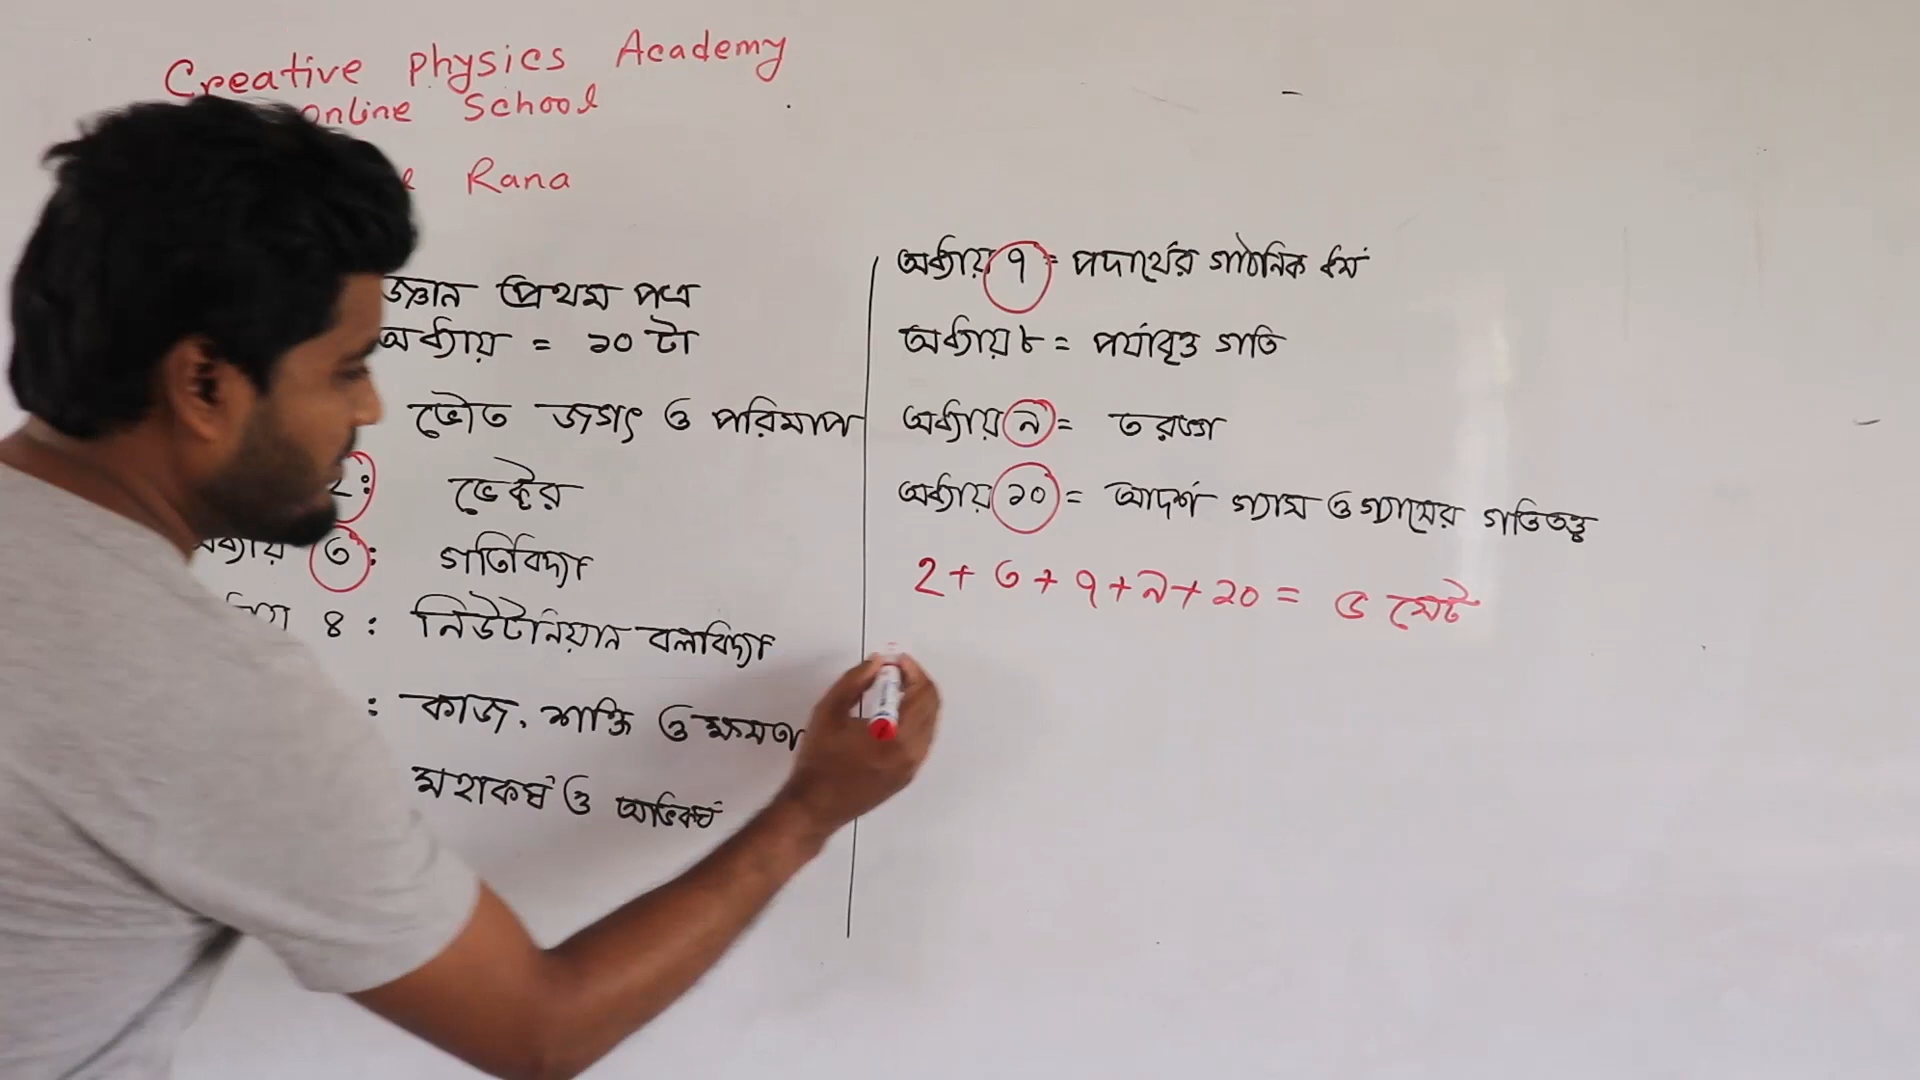 Creative Physics Academy
Online School
Rana
প্রথম পত্র
অধ্যায় = ১০ টা
ভৌত জগৎ ও পরিমাপ
২: ভেক্টর
অধ্যায় ৩: গতিবিদ্যা
৪: নিউটনিয়ান বলবিদ্যা
: কাজ, শক্তি ও ক্ষমতা
মহাকর্ষ ও অভিকর্ষ
অধ্যায় ৭ = পদার্থের গাঠনিক ধর্ম
অধ্যায় ৮ = পর্যাবৃত্ত গতি
অধ্যায় ৯ = তরঙ্গ
অধ্যায় ১০ = আদর্শ গ্যাস ও গ্যাসের গতিতত্ত্ব
২ + ৩ + ৭ + ৯ + ১০ = ৫ সেট